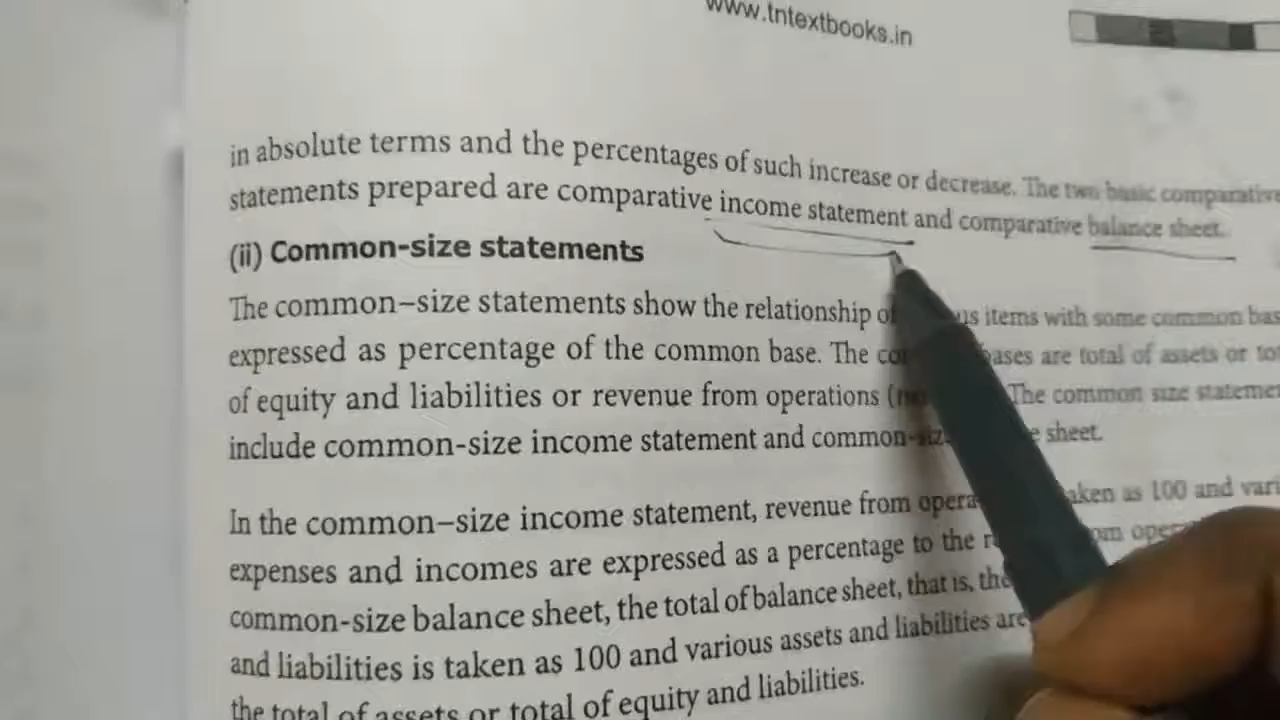 www.tntextbooks.in
in absolute terms and the percentages of such increase or decrease. The two basic comparative
statements prepared are comparative income statement and comparative balance sheet.
(ii) Common-size statements
The common–size statements show the relationship of items with some common
expressed as percentage of the common base. The bases are total of assets or
of equity and liabilities or revenue from operations The common size
include common-size income statement and sheet.
In the common–size income statement, revenue from taken as 100 and
expenses and incomes are expressed as a percentage to the
common-size balance sheet, the total of balance sheet, that is, the
and liabilities is taken as 100 and various assets and liabilities are
the total of assets or total of equity and liabilities.